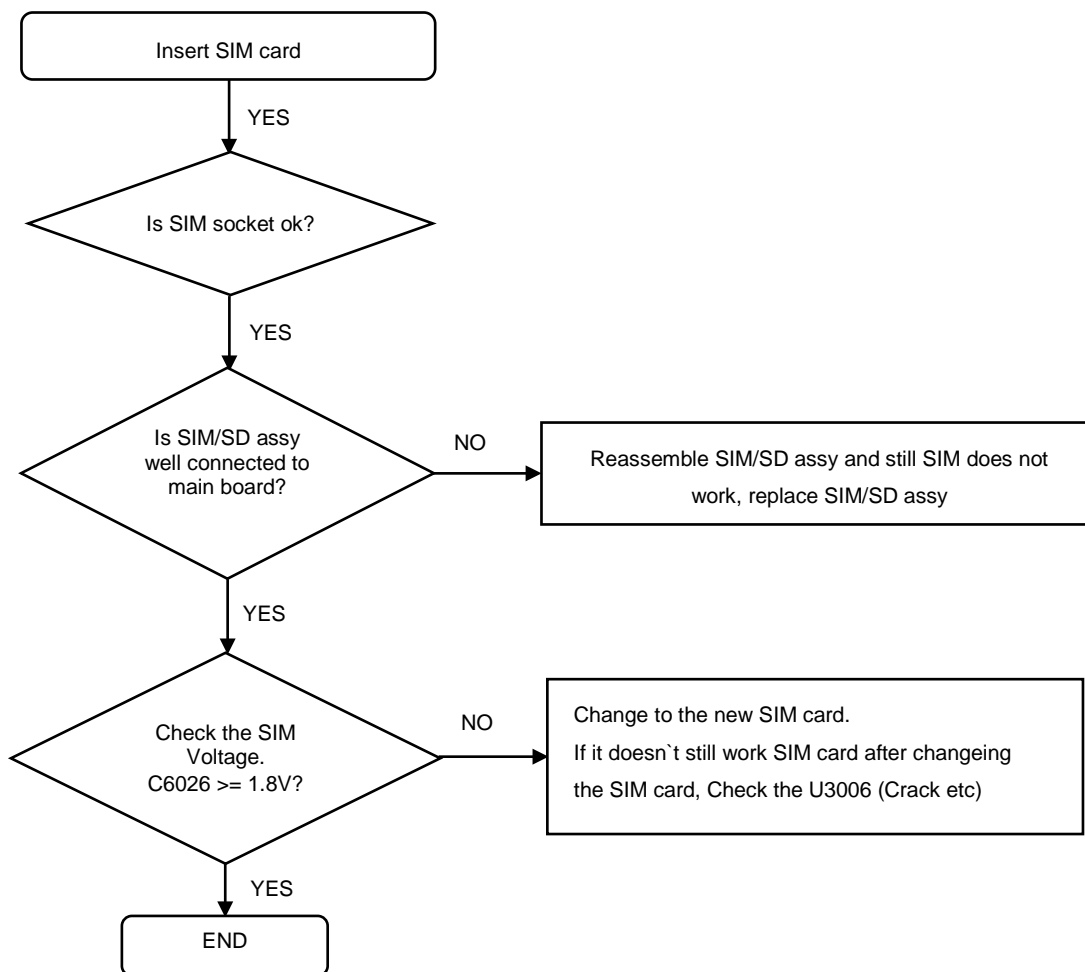 Insert SIM card
YES
Is SIM socket ok?
YES
Is SIM/SD assy
well connected to
main board?
NO
Reassemble SIM/SD assy and still SIM does not
work, replace SIM/SD assy
YES
Check the SIM
Voltage.
C6026 >= 1.8V?
NO
Change to the new SIM card.
If it doesn`t still work SIM card after changeing
the SIM card, Check the U3006 (Crack etc)
YES
END